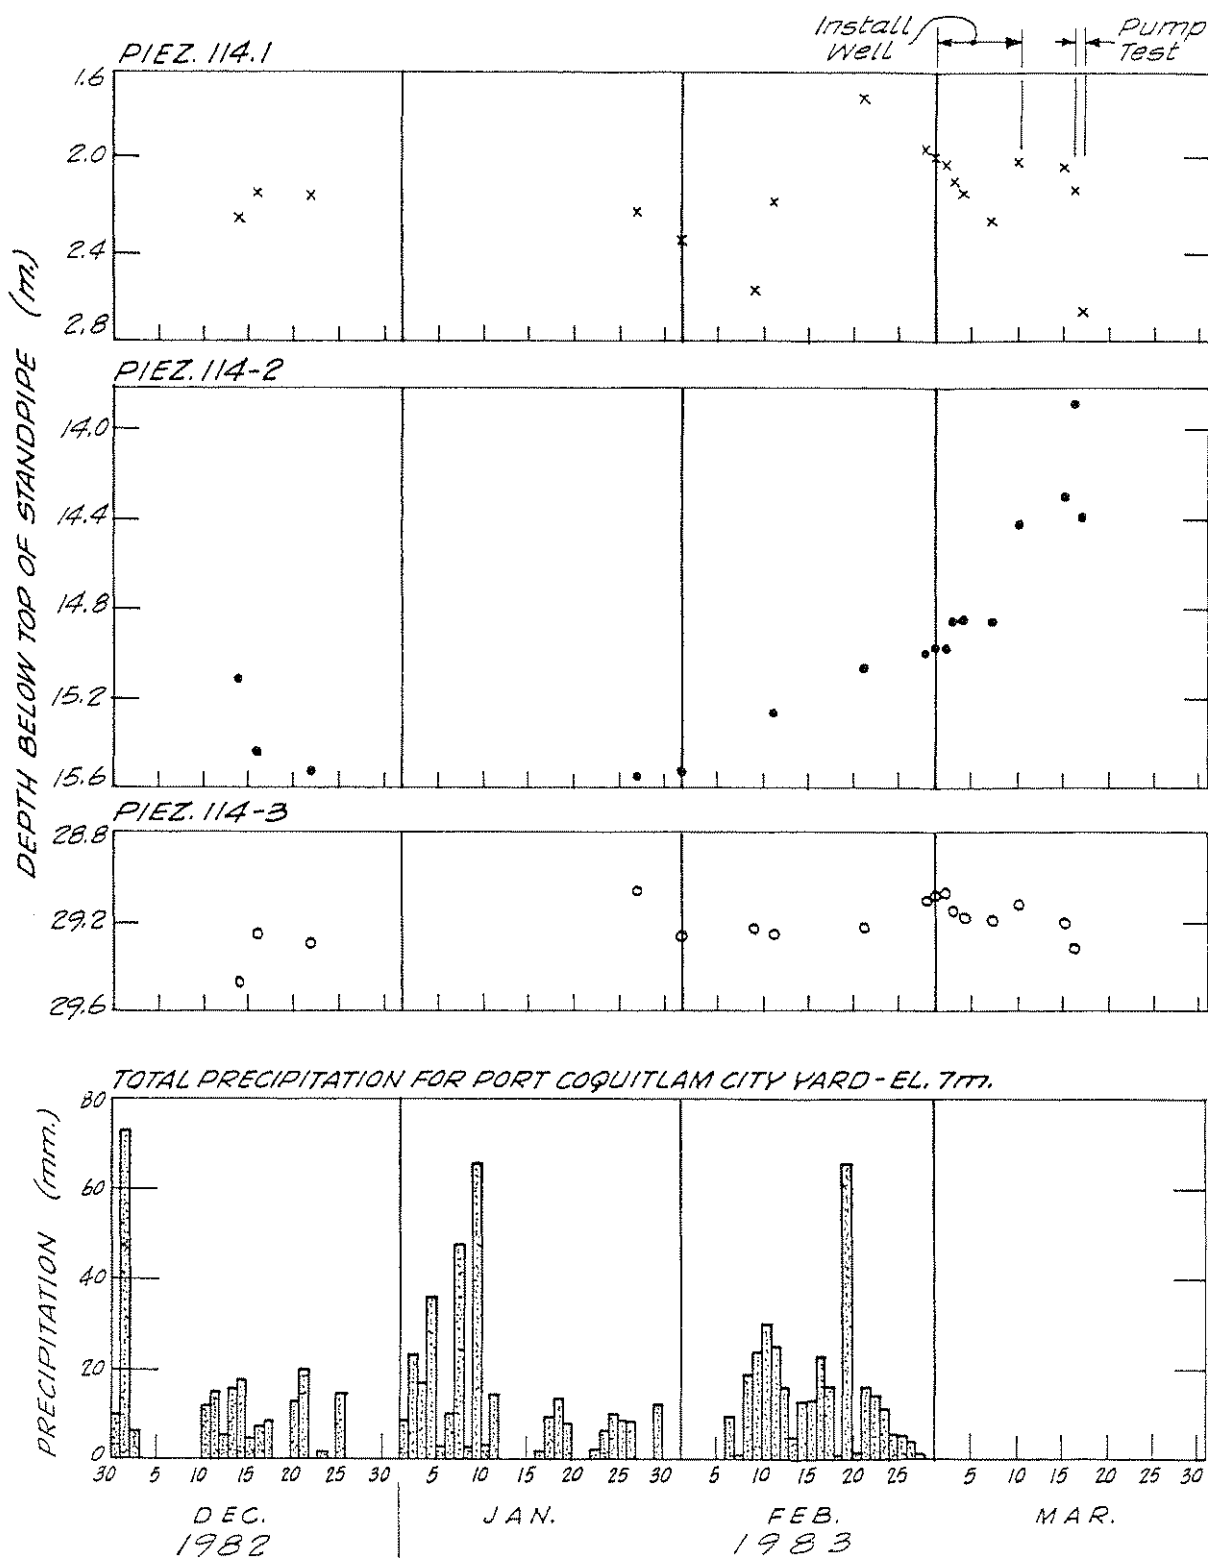 Install Well
Pump Test
PIEZ. 114.1
1.6
2.0
2.4
2.8
PIEZ. 114-2
14.0
14.4
14.8
15.2
15.6
PIEZ. 114-3
28.8
29.2
29.6
DEPTH BELOW TOP OF STANDPIPE (m.)
TOTAL PRECIPITATION FOR PORT COQUITLAM CITY YARD - EL. 7m.
80
60
40
20
0
PRECIPITATION (mm.)
30 5 10 15 20 25 30 5 10 15 20 25 30 5 10 15 20 25 5 10 15 20 25 30
DEC. JAN. FEB. MAR.
1982 1983